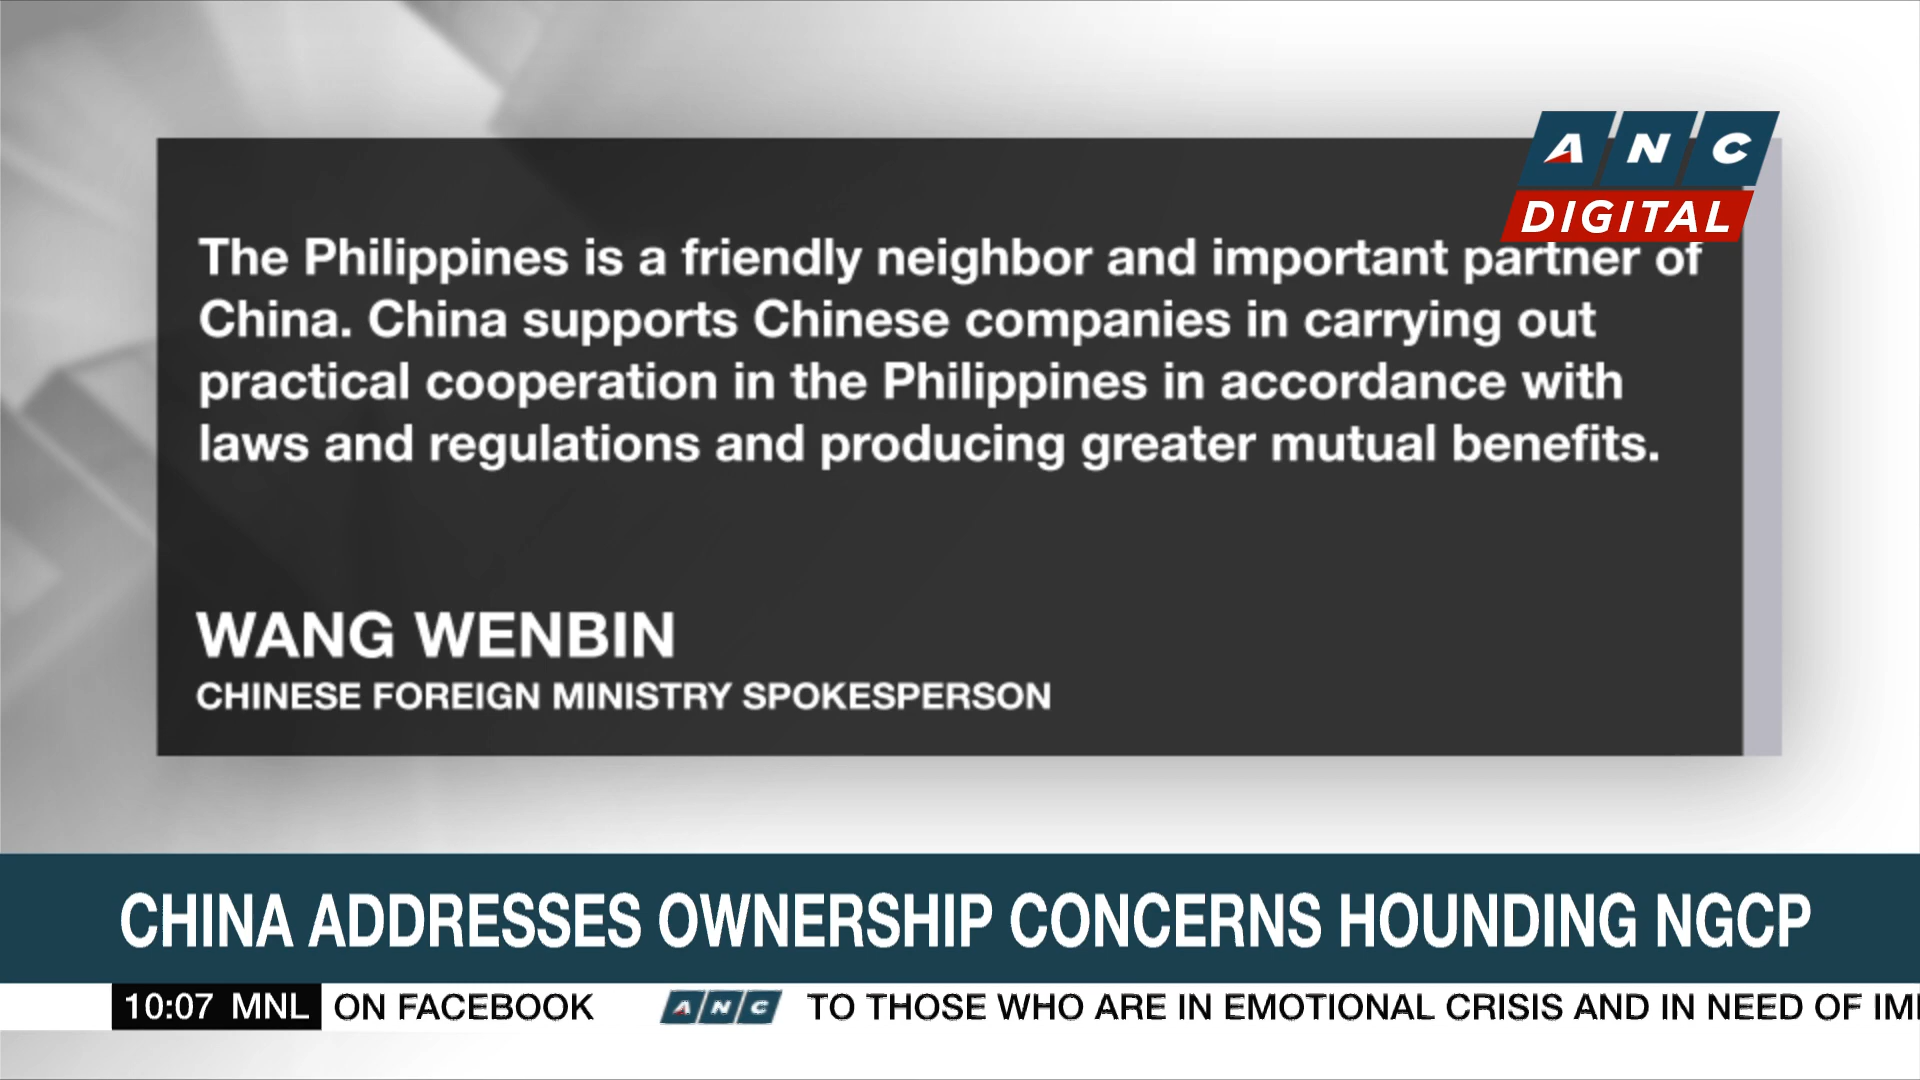 ANC
DIGITAL
The Philippines is a friendly neighbor and important partner of
China. China supports Chinese companies in carrying out
practical cooperation in the Philippines in accordance with
laws and regulations and producing greater mutual benefits.
WANG WENBIN
CHINESE FOREIGN MINISTRY SPOKESPERSON
CHINA ADDRESSES OWNERSHIP CONCERNS HOUNDING NGCP
10:07 MNL ON FACEBOOK ANC TO THOSE WHO ARE IN EMOTIONAL CRISIS AND IN NEED OF